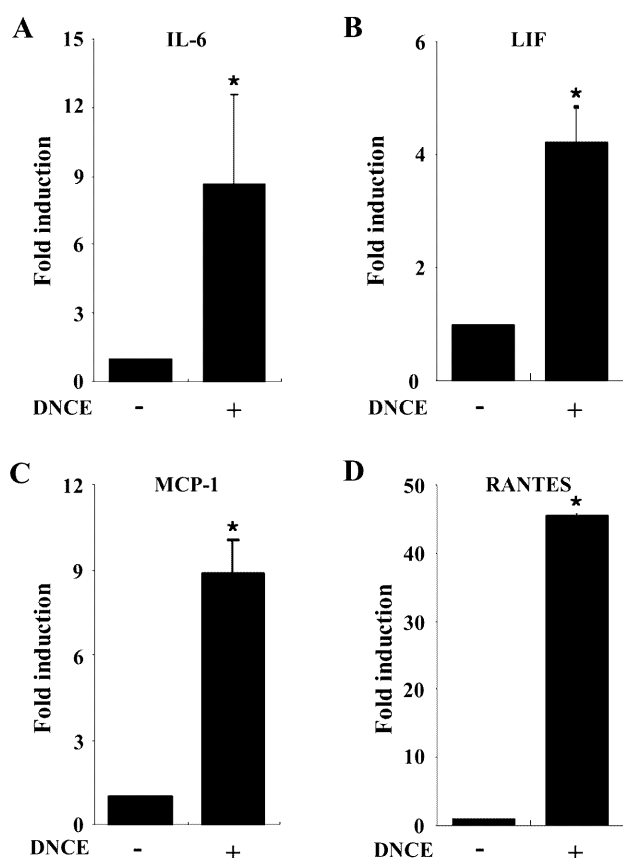 A
IL-6
15
12
9
6
3
0
Fold induction
*
DNCE - +
B
LIF
6
4
2
0
Fold induction
*
DNCE - +
C
MCP-1
12
9
6
3
0
Fold induction
*
DNCE - +
D
RANTES
50
40
30
20
10
0
Fold induction
*
DNCE - +